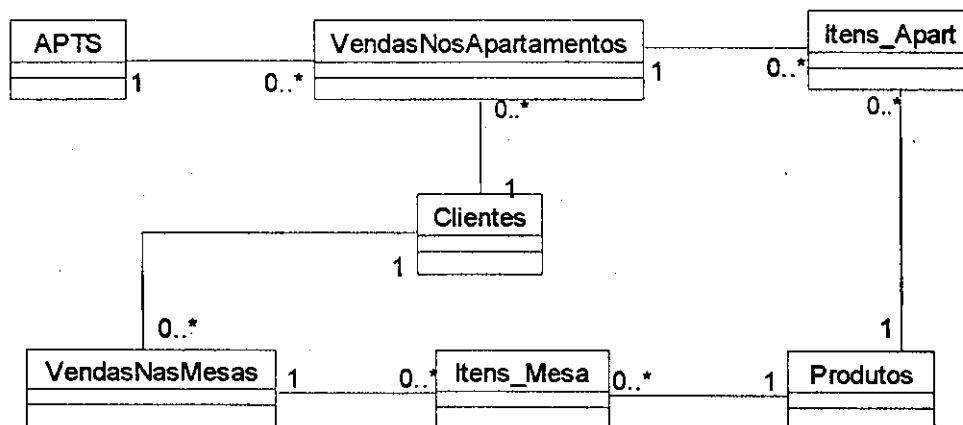 APTS
VendasNosApartamentos
Itens_Apart
1
0..*
1
0..*
0..*
0..*
1
Clientes
1
0..*
1
VendasNasMesas
1
0..*
Itens_Mesa
0..*
1
Produtos